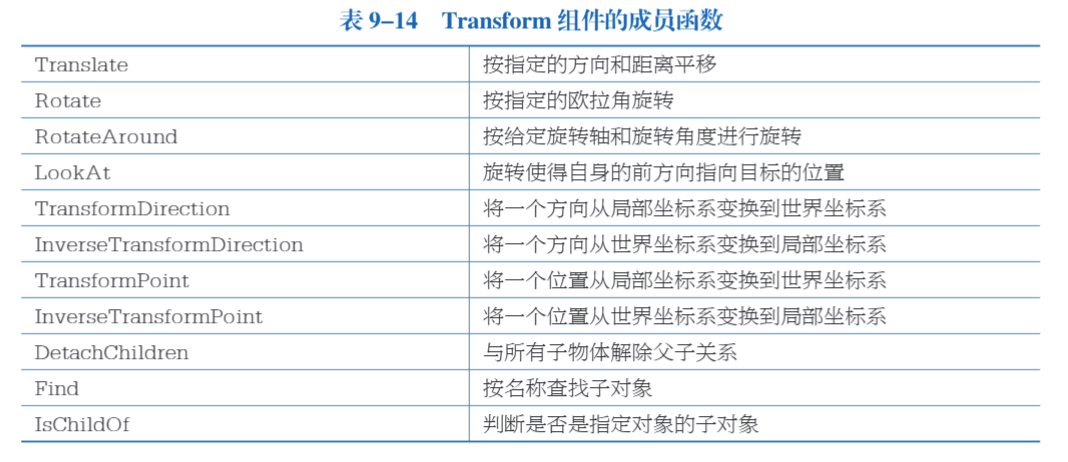 表 9–14 Transform 组件的成员函数
Translate 按指定的方向和距离平移
Rotate 按指定的欧拉角旋转
RotateAround 按给定旋转轴和旋转角度进行旋转
LookAt 旋转使得自身的前方向指向目标的位置
TransformDirection 将一个方向从局部坐标系变换到世界坐标系
InverseTransformDirection 将一个方向从世界坐标系变换到局部坐标系
TransformPoint 将一个位置从局部坐标系变换到世界坐标系
InverseTransformPoint 将一个位置从世界坐标系变换到局部坐标系
DetachChildren 与所有子物体解除父子关系
Find 按名称查找子对象
IsChildOf 判断是否是指定对象的子对象